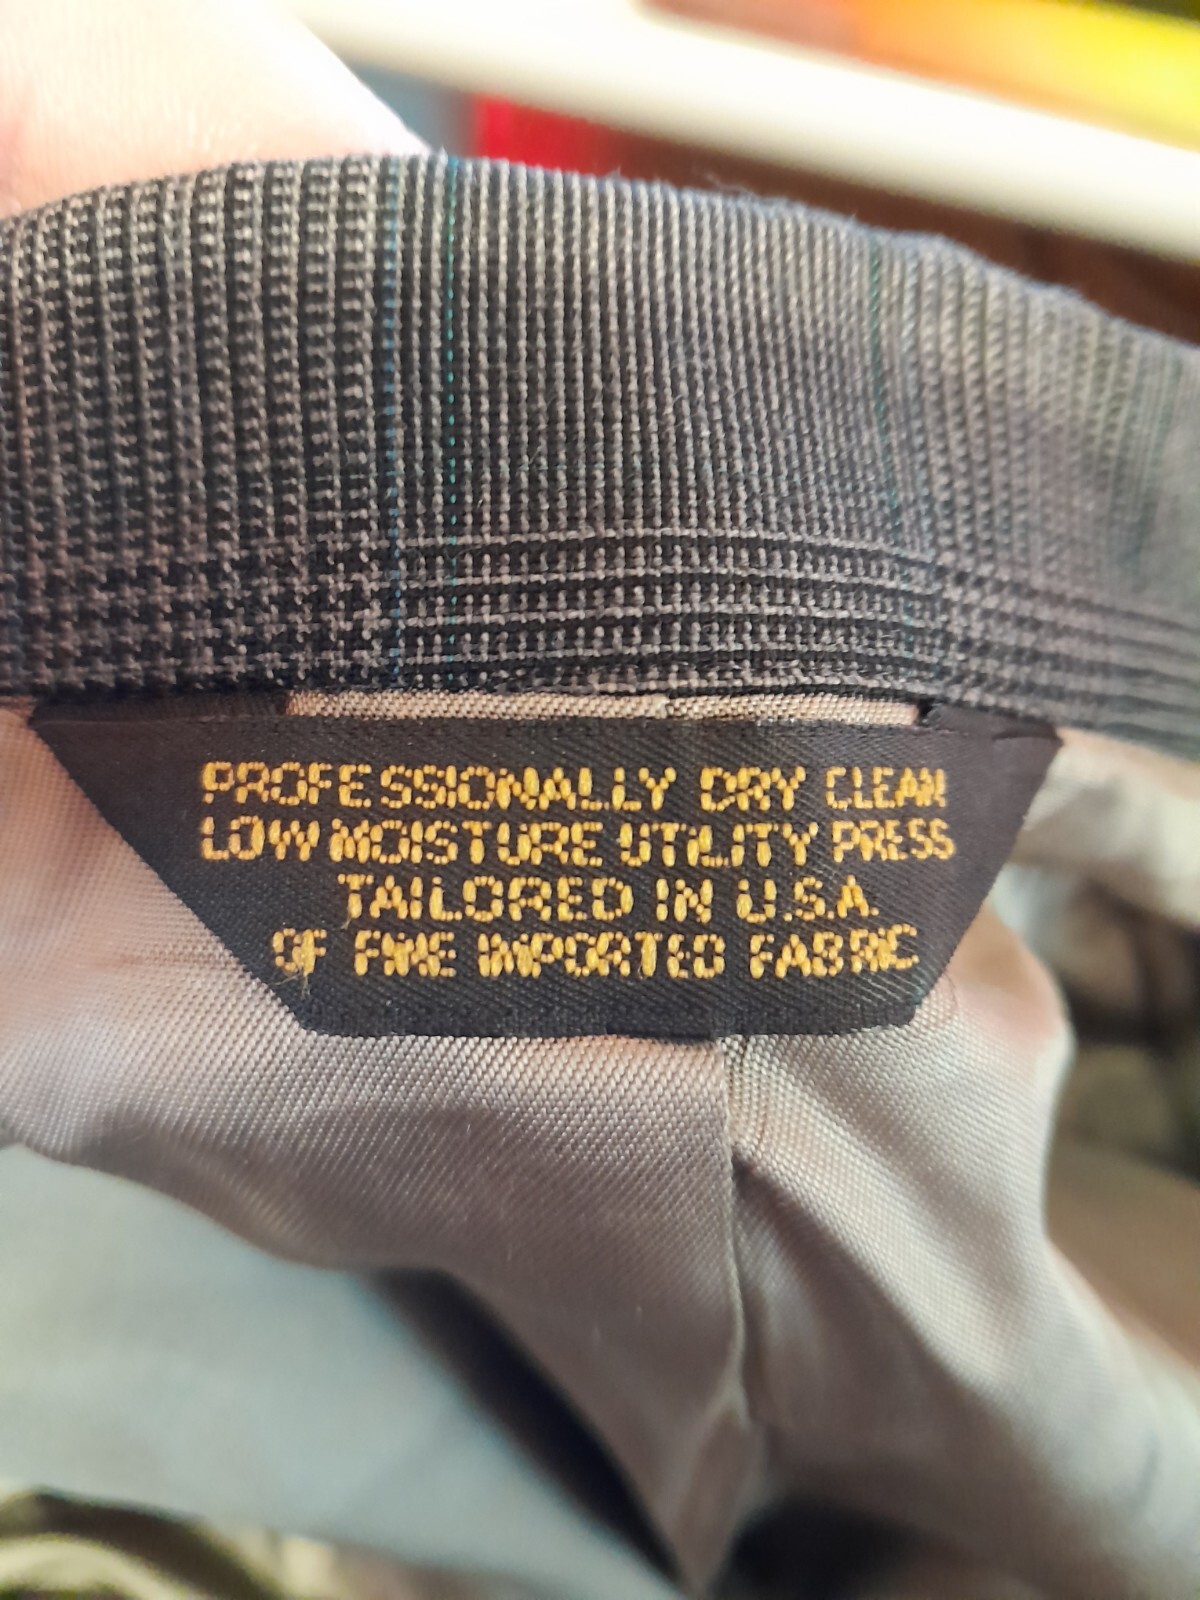 PROFESSIONALLY DRY CLEAN
LOW MOISTURE UTILITY PRESS
TAILORED IN U.S.A.
OF FINE IMPORTED FABRIC